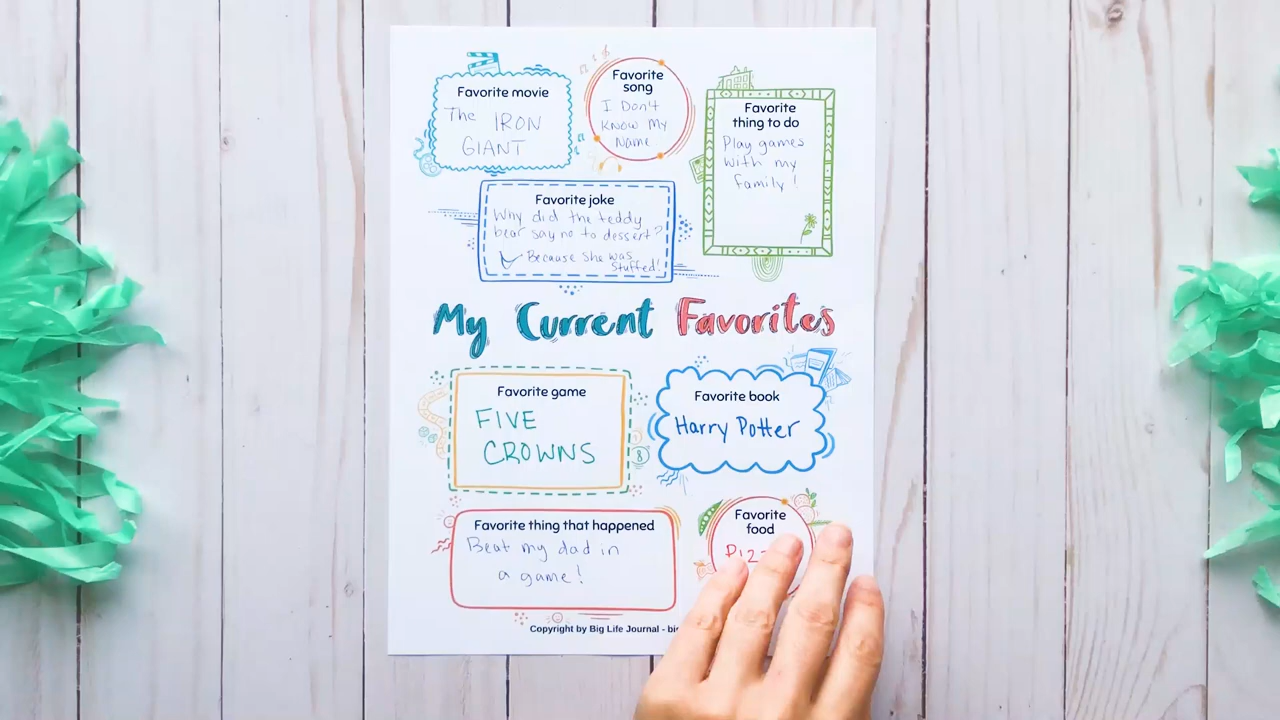 Favorite movie
The IRON
GIANT
Favorite
song
I Don't
Know My
Name
Favorite
thing to do
Play games
with my
family!
Favorite joke
Why did the teddy
bear say no to dessert?
Because she was
stuffed!
My Current Favorites
Favorite game
FIVE
CROWNS
8
Favorite book
Harry Potter
Favorite thing that happened
Beat my dad in
a game!
Favorite
food
Copyright by Big Life Journal -